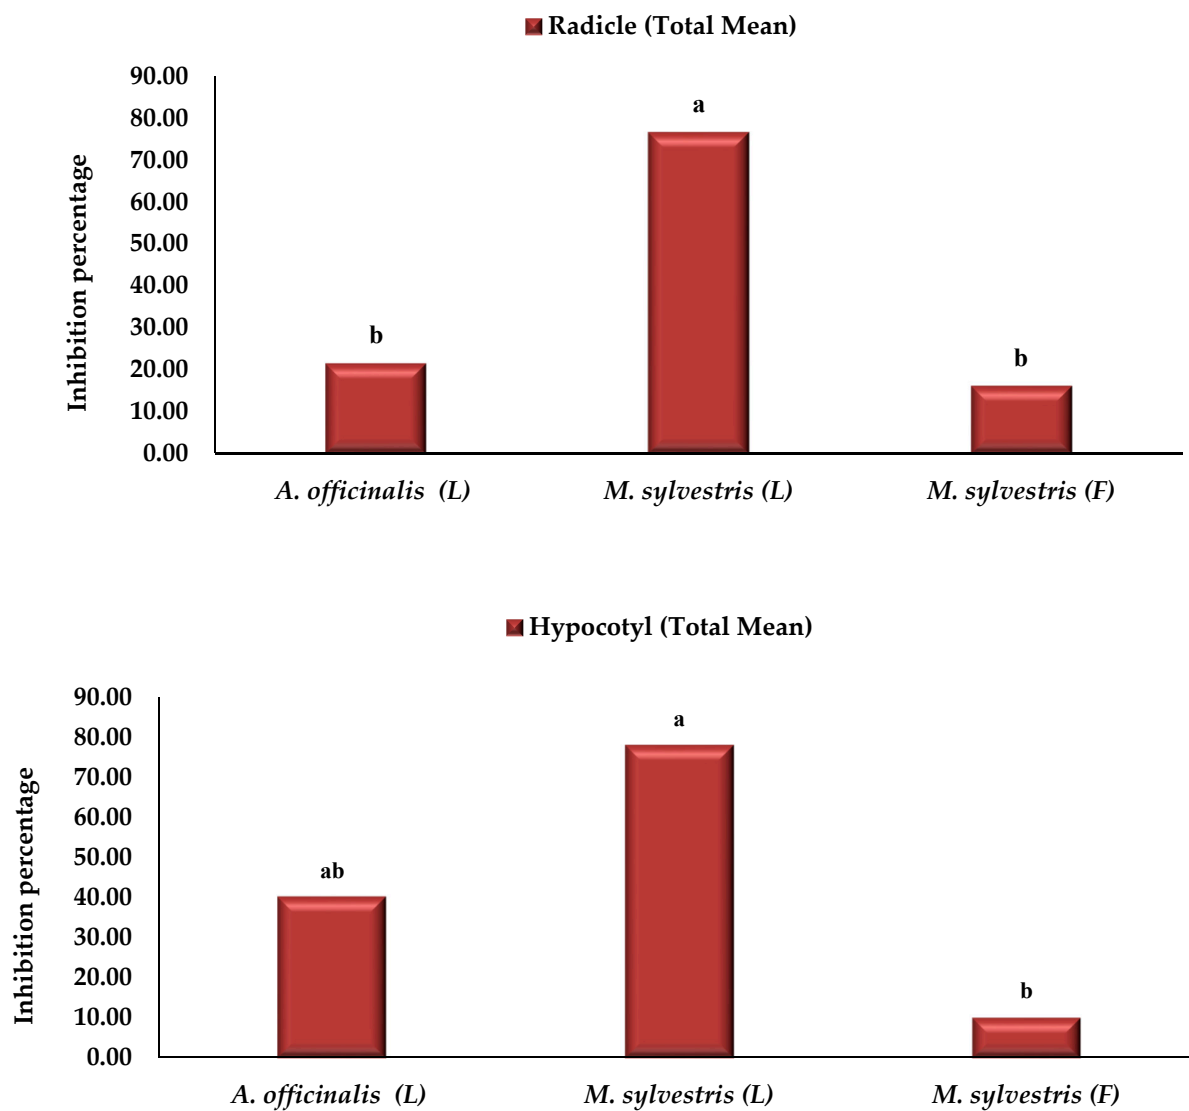 Radicle (Total Mean)
90.00
80.00
70.00
60.00
50.00
40.00
30.00
20.00
10.00
0.00
Inhibition percentage
b
a
b
A. officinalis (L)
M. sylvestris (L)
M. sylvestris (F)
Hypocotyl (Total Mean)
90.00
80.00
70.00
60.00
50.00
40.00
30.00
20.00
10.00
0.00
Inhibition percentage
ab
a
b
A. officinalis (L)
M. sylvestris (L)
M. sylvestris (F)